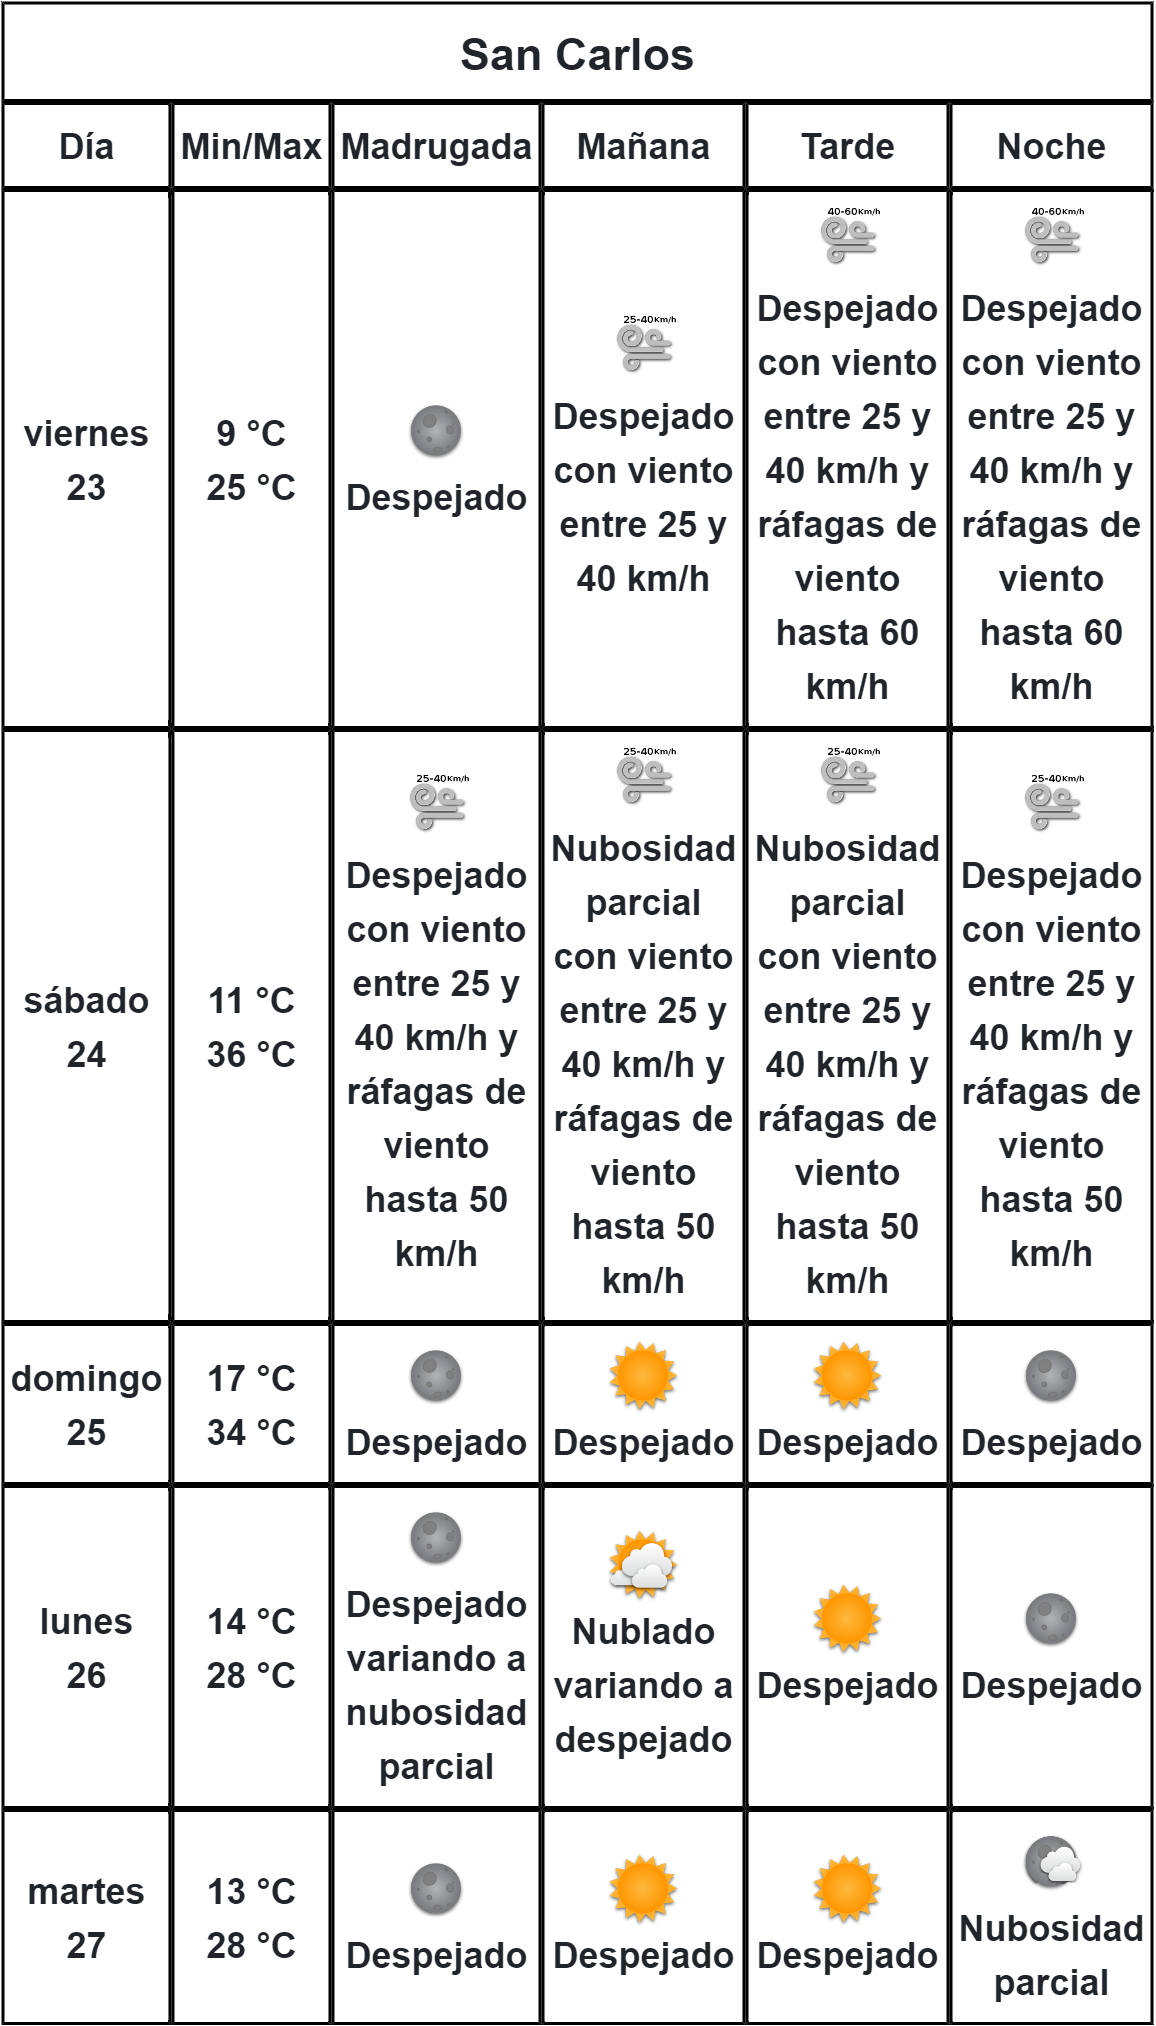 San Carlos
Día
Min/Max
Madrugada
Mañana
Tarde
Noche
viernes
23
9 °C
25 °C
Despejado
25-40Km/h
Despejado
con viento
entre 25 y
40 km/h
40-60Km/h
Despejado
con viento
entre 25 y
40 km/h y
ráfagas de
viento
hasta 60
km/h
40-60Km/h
Despejado
con viento
entre 25 y
40 km/h y
ráfagas de
viento
hasta 60
km/h
sábado
24
11 °C
36 °C
25-40Km/h
Despejado
con viento
entre 25 y
40 km/h y
ráfagas de
viento
hasta 50
km/h
25-40Km/h
Nubosidad
parcial
con viento
entre 25 y
40 km/h y
ráfagas de
viento
hasta 50
km/h
25-40Km/h
Nubosidad
parcial
con viento
entre 25 y
40 km/h y
ráfagas de
viento
hasta 50
km/h
25-40Km/h
Despejado
con viento
entre 25 y
40 km/h y
ráfagas de
viento
hasta 50
km/h
domingo
25
17 °C
34 °C
Despejado
Despejado
Despejado
Despejado
lunes
26
14 °C
28 °C
Despejado
variando a
nubosidad
parcial
Nublado
variando a
despejado
Despejado
Despejado
martes
27
13 °C
28 °C
Despejado
Despejado
Despejado
Nubosidad
parcial